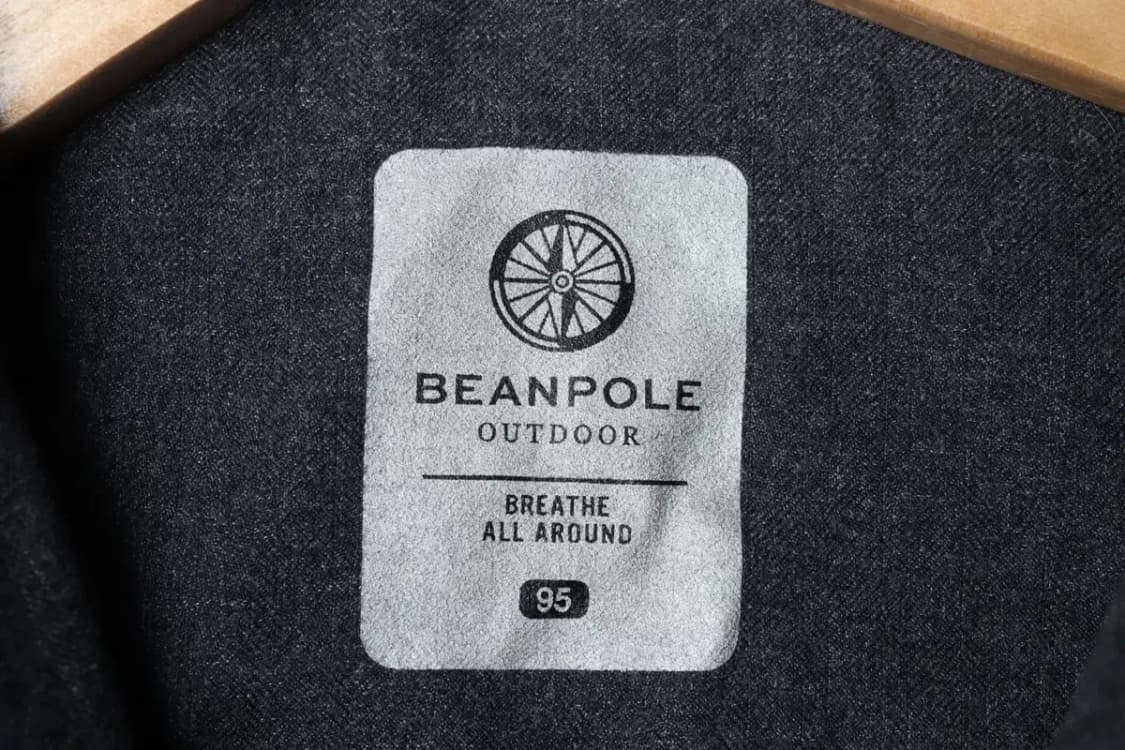 BEANPOLE
OUTDOOR
BREATHE
ALL AROUND
95